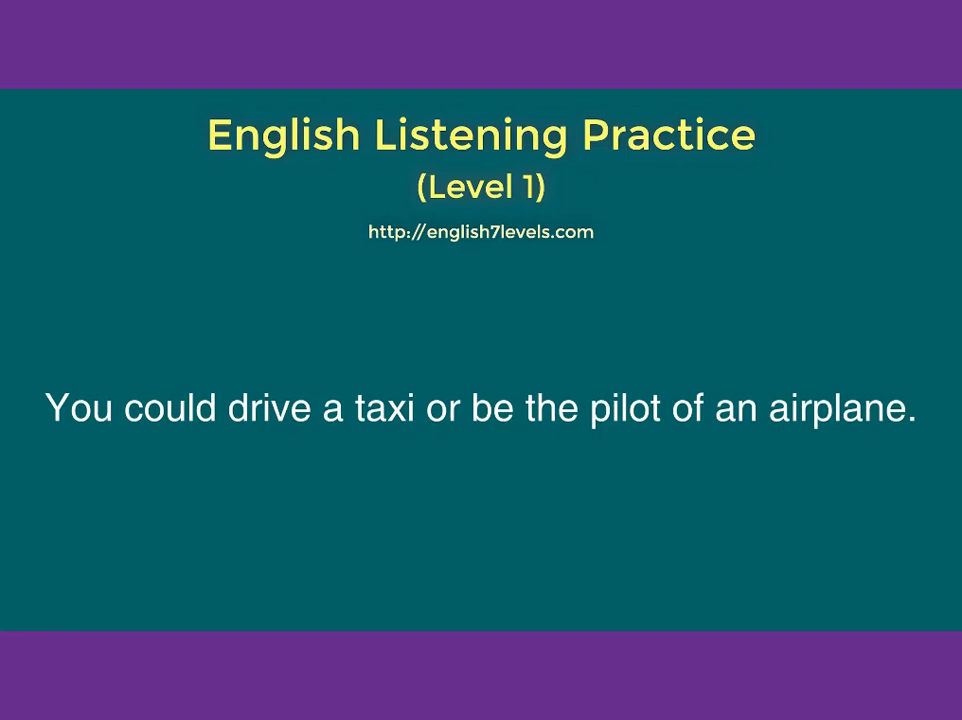 English Listening Practice
(Level 1)
http://english7levels.com
You could drive a taxi or be the pilot of an airplane.